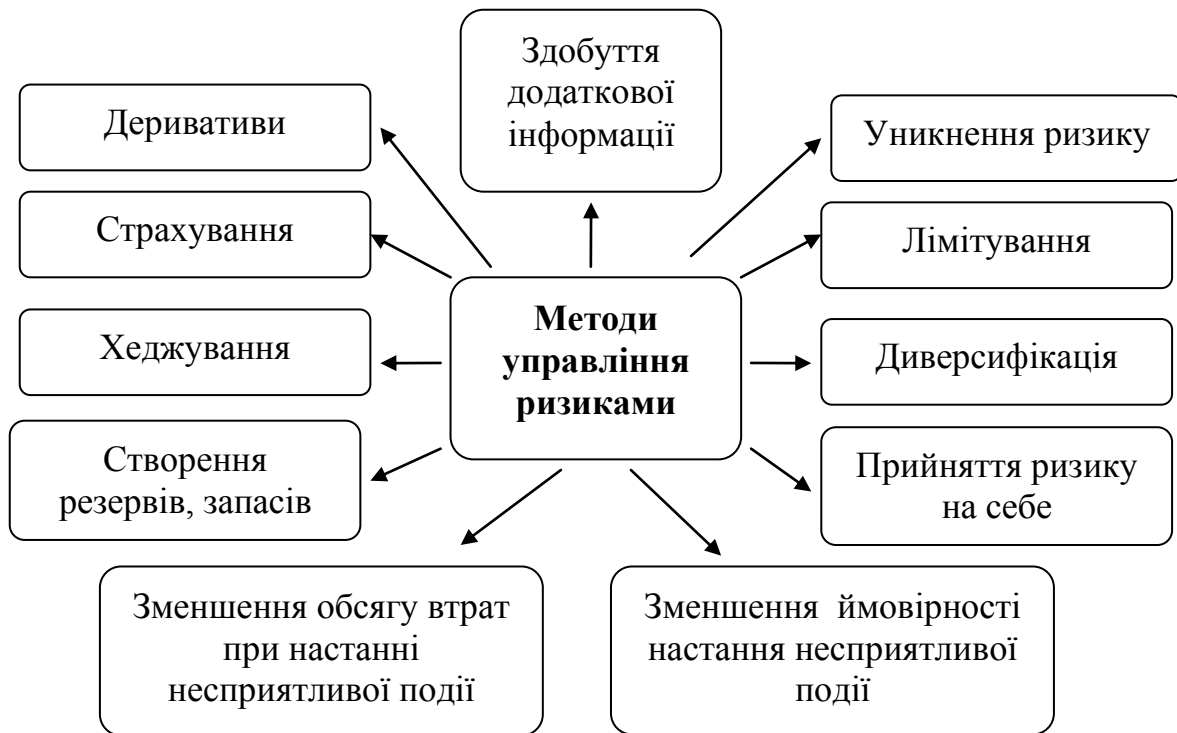 Здобуття
додаткової
інформації
Деривативи
Уникнення ризику
Страхування
Лімітування
Методи
управління
ризиками
Хеджування
Диверсифікація
Створення
резервів, запасів
Прийняття ризику
на себе
Зменшення обсягу втрат
при настанні
несприятливої події
Зменшення ймовірності
настання несприятливої
події